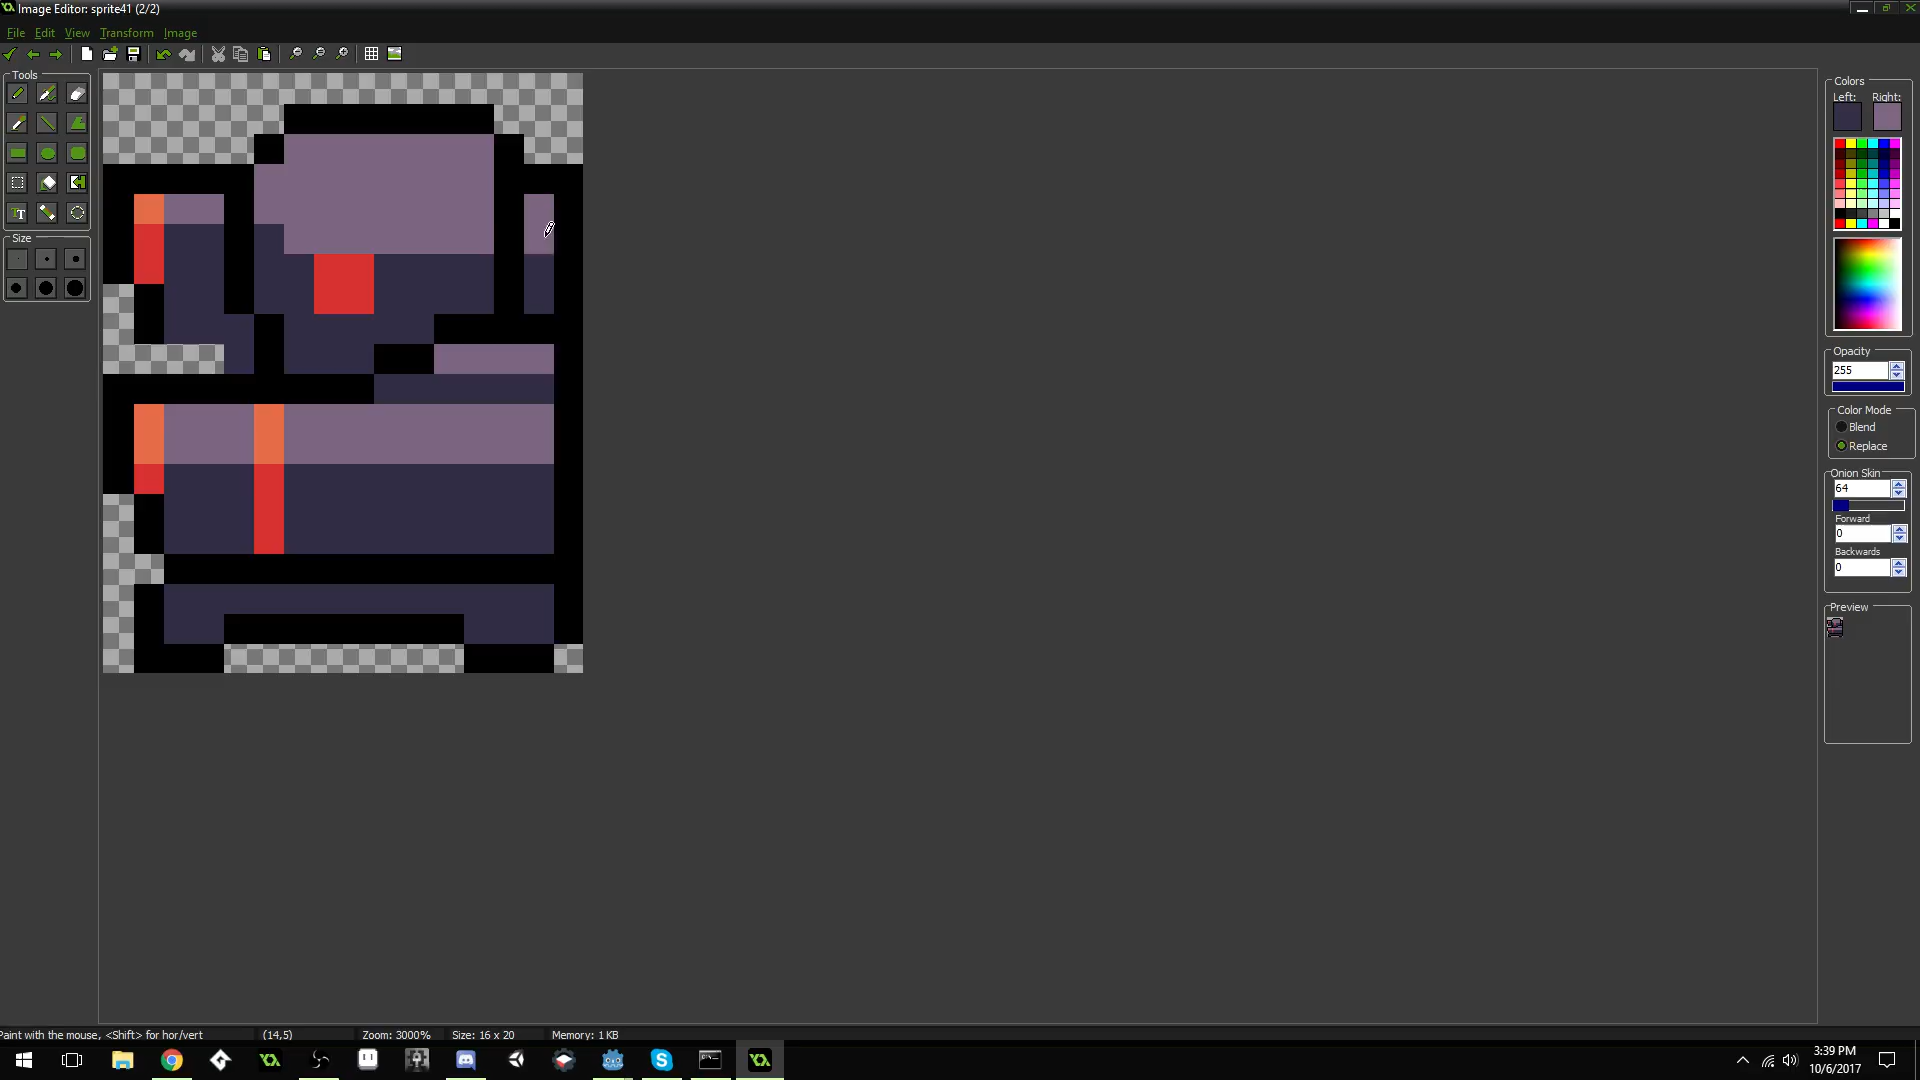 Image Editor: sprite41 (2/2)
File Edit View Transform Image
Tools
Size
Colors
Left: Right:
Opacity
255
Color Mode
Blend
Replace
Onion Skin
64
Forward
0
Backwards
0
Preview
Paint with the mouse, <Shift> for hor/vert (14,5) Zoom: 3000% Size: 16 x 20 Memory: 1 KB
3:39 PM
10/6/2017